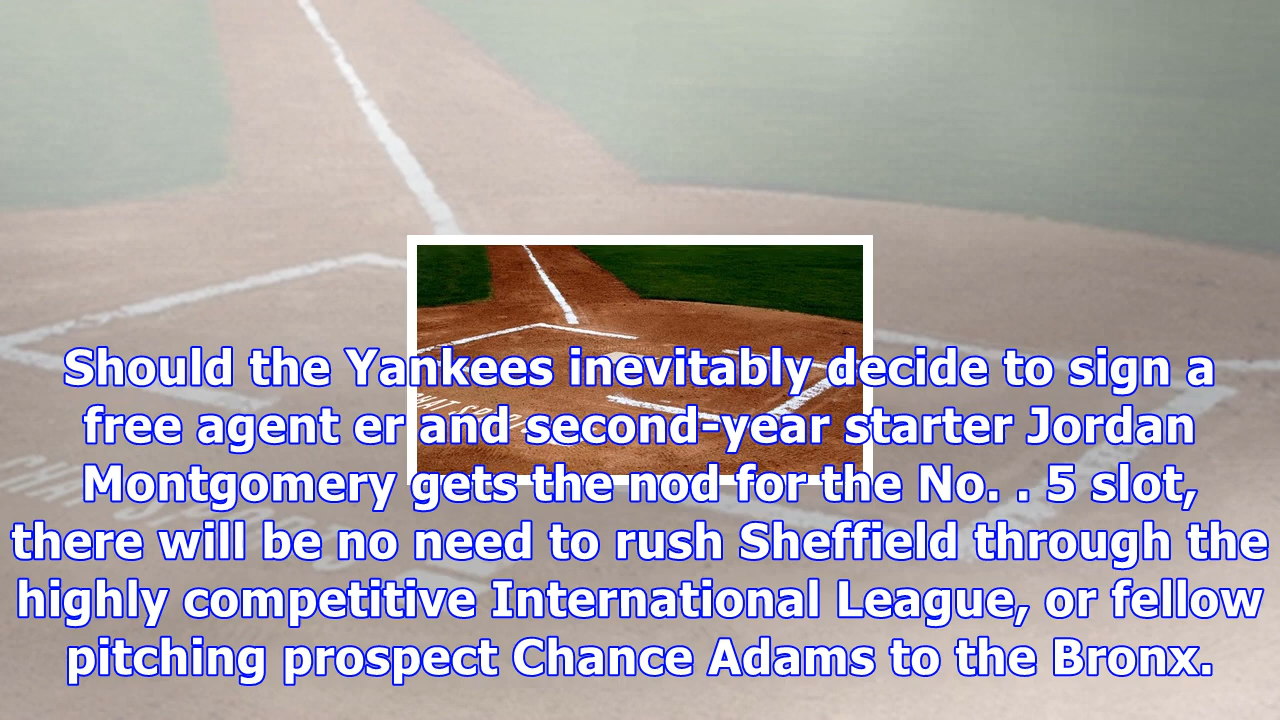 Should the Yankees inevitably decide to sign a
free agent er and second-year starter Jordan
Montgomery gets the nod for the No. . 5 slot,
there will be no need to rush Sheffield through the
highly competitive International League, or fellow
pitching prospect Chance Adams to the Bronx.